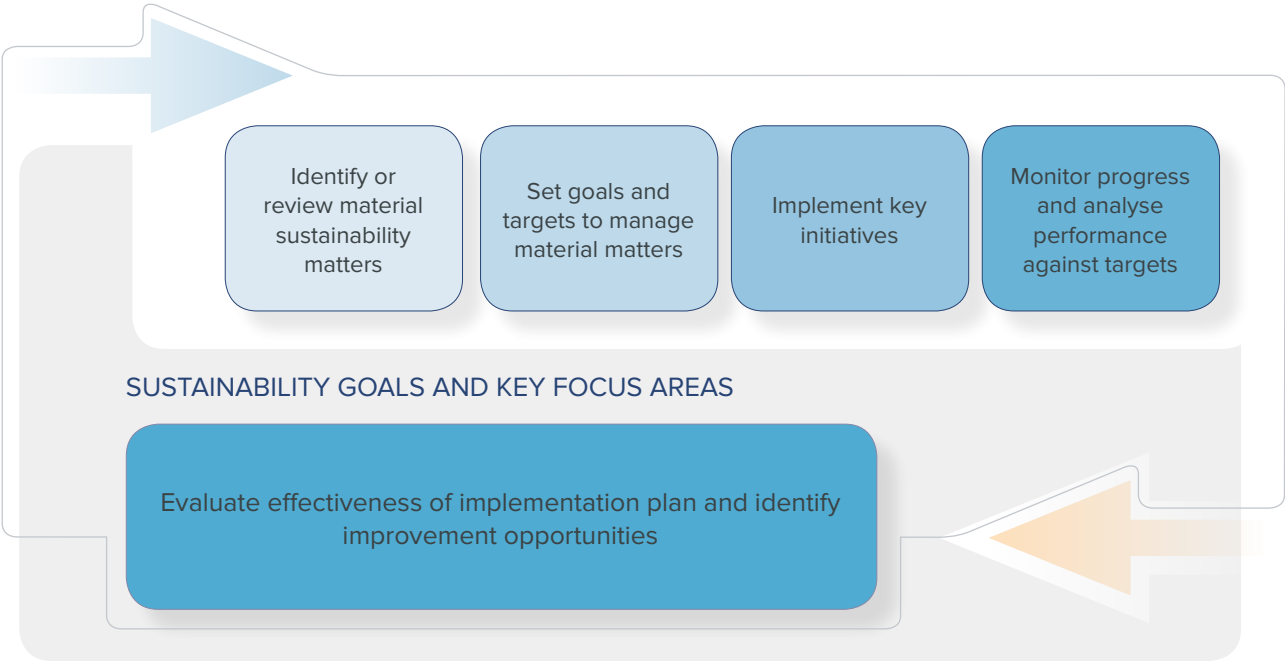 Identify or
review material
sustainability
matters
Set goals and
targets to manage
material matters
Implement key
initiatives
Monitor progress
and analyse
performance
against targets
SUSTAINABILITY GOALS AND KEY FOCUS AREAS
Evaluate effectiveness of implementation plan and identify
improvement opportunities